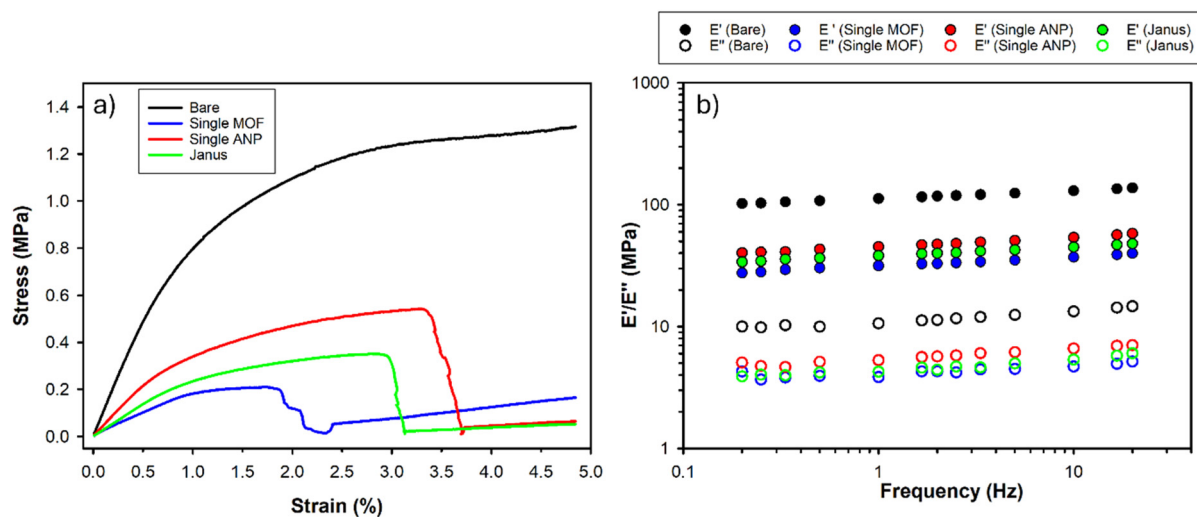 a)
Bare
Single MOF
Single ANP
Janus
1.4
1.2
1.0
0.8
0.6
0.4
0.2
0.0
Stress (MPa)
0.0 0.5 1.0 1.5 2.0 2.5 3.0 3.5 4.0 4.5 5.0
Strain (%)
E' (Bare) E' (Single MOF) E' (Single ANP) E' (Janus)
E" (Bare) E" (Single MOF) E" (Single ANP) E" (Janus)
b)
1000
100
10
1
E'/E" (MPa)
0.1 1 10
Frequency (Hz)